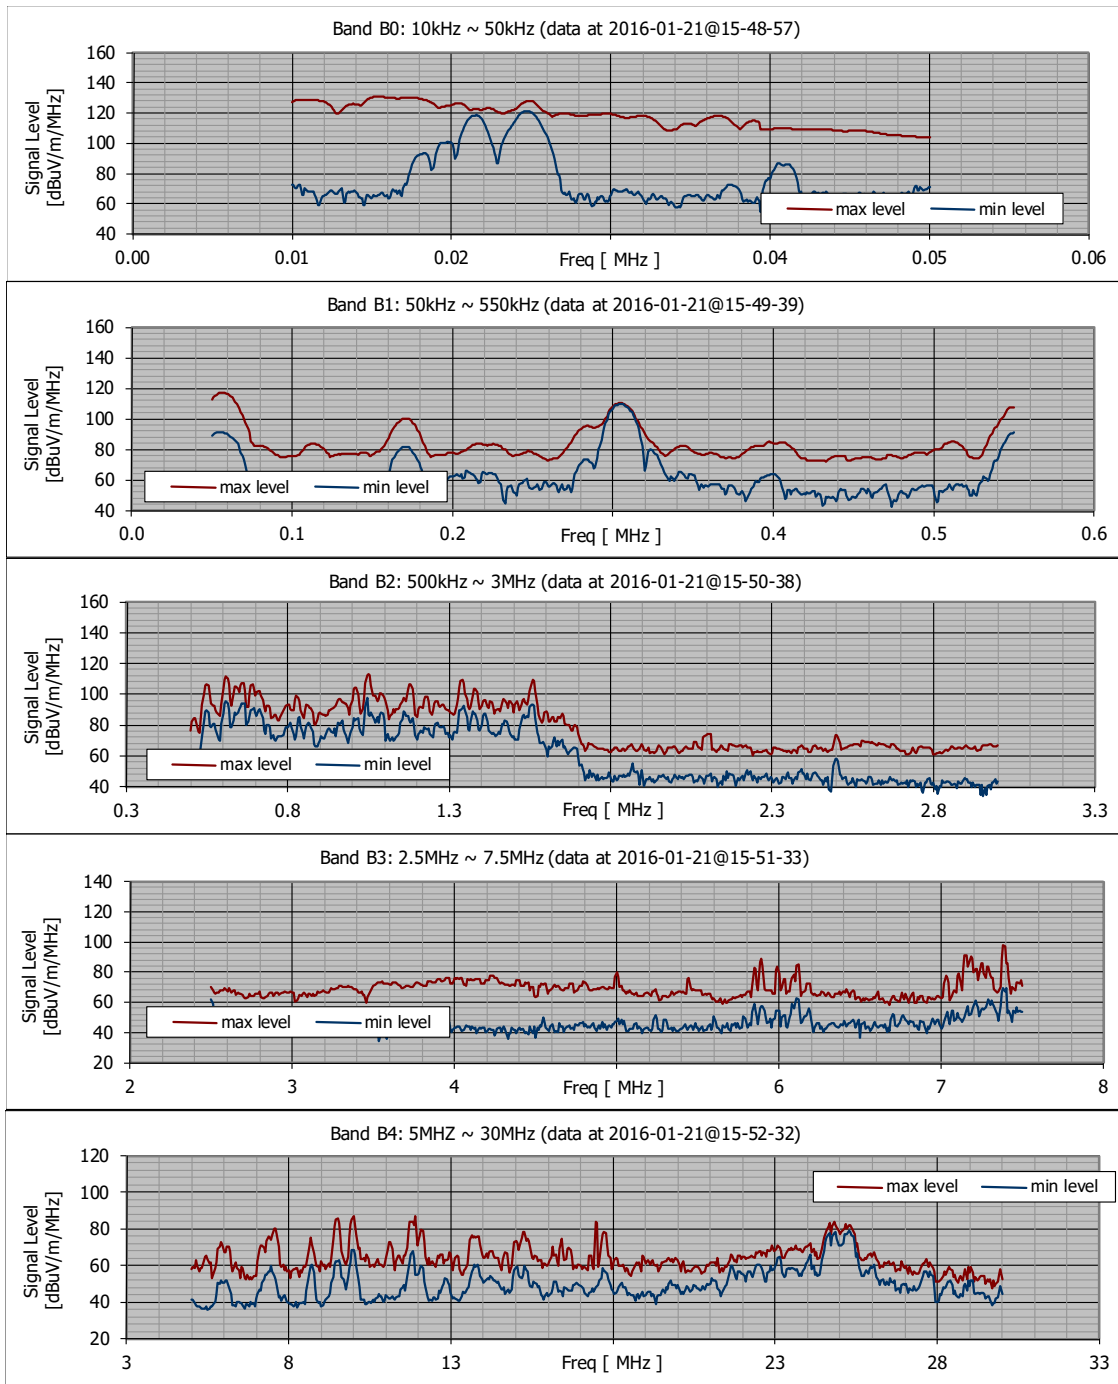 Band B0: 10kHz ~ 50kHz (data at 2016-01-21@15-48-57)
Signal Level
[dBuV/m/MHz]
160
140
120
100
80
60
40
max level min level
0.00 0.01 0.02 Freq [ MHz ] 0.04 0.05 0.06
Band B1: 50kHz ~ 550kHz (data at 2016-01-21@15-49-39)
Signal Level
[dBuV/m/MHz]
160
140
120
100
80
60
40
max level min level
0.0 0.1 0.2 Freq [ MHz ] 0.4 0.5 0.6
Band B2: 500kHz ~ 3MHz (data at 2016-01-21@15-50-38)
Signal Level
[dBuV/m/MHz]
160
140
120
100
80
60
40
max level min level
0.3 0.8 1.3 Freq [ MHz ] 2.3 2.8 3.3
Band B3: 2.5MHz ~ 7.5MHz (data at 2016-01-21@15-51-33)
Signal Level
[dBuV/m/MHz]
140
120
100
80
60
40
20
max level min level
2 3 4 Freq [ MHz ] 6 7 8
Band B4: 5MHZ ~ 30MHz (data at 2016-01-21@15-52-32)
Signal Level
[dBuV/m/MHz]
120
100
80
60
40
20
max level min level
3 8 13 Freq [ MHz ] 23 28 33